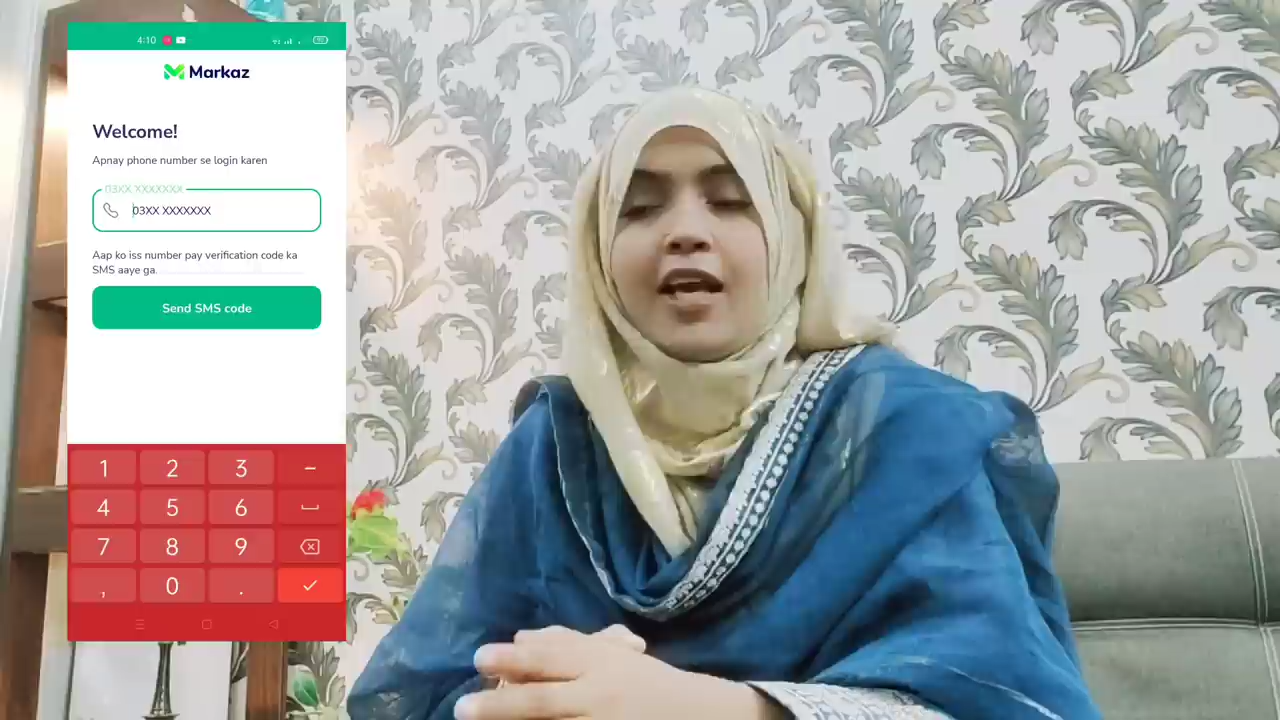 4:10
Markaz
Welcome!
Apnay phone number se login karen
03XX XXXXXXX
03XX XXXXXXX
Aap ko iss number pay verification code ka
SMS aaye ga.
Send SMS code
1 2 3 -
4 5 6
7 8 9
, 0 .